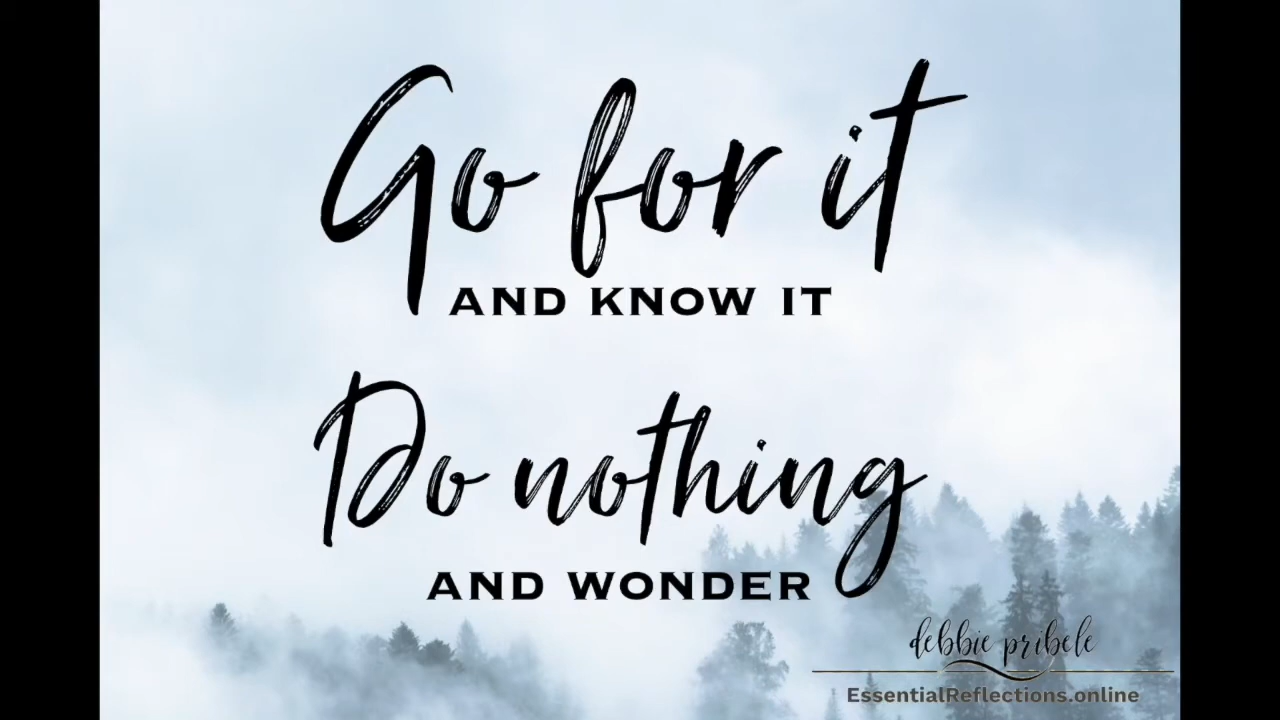 Go for it
AND KNOW IT
Do nothing
AND WONDER
debbie pribele
EssentialReflections.online